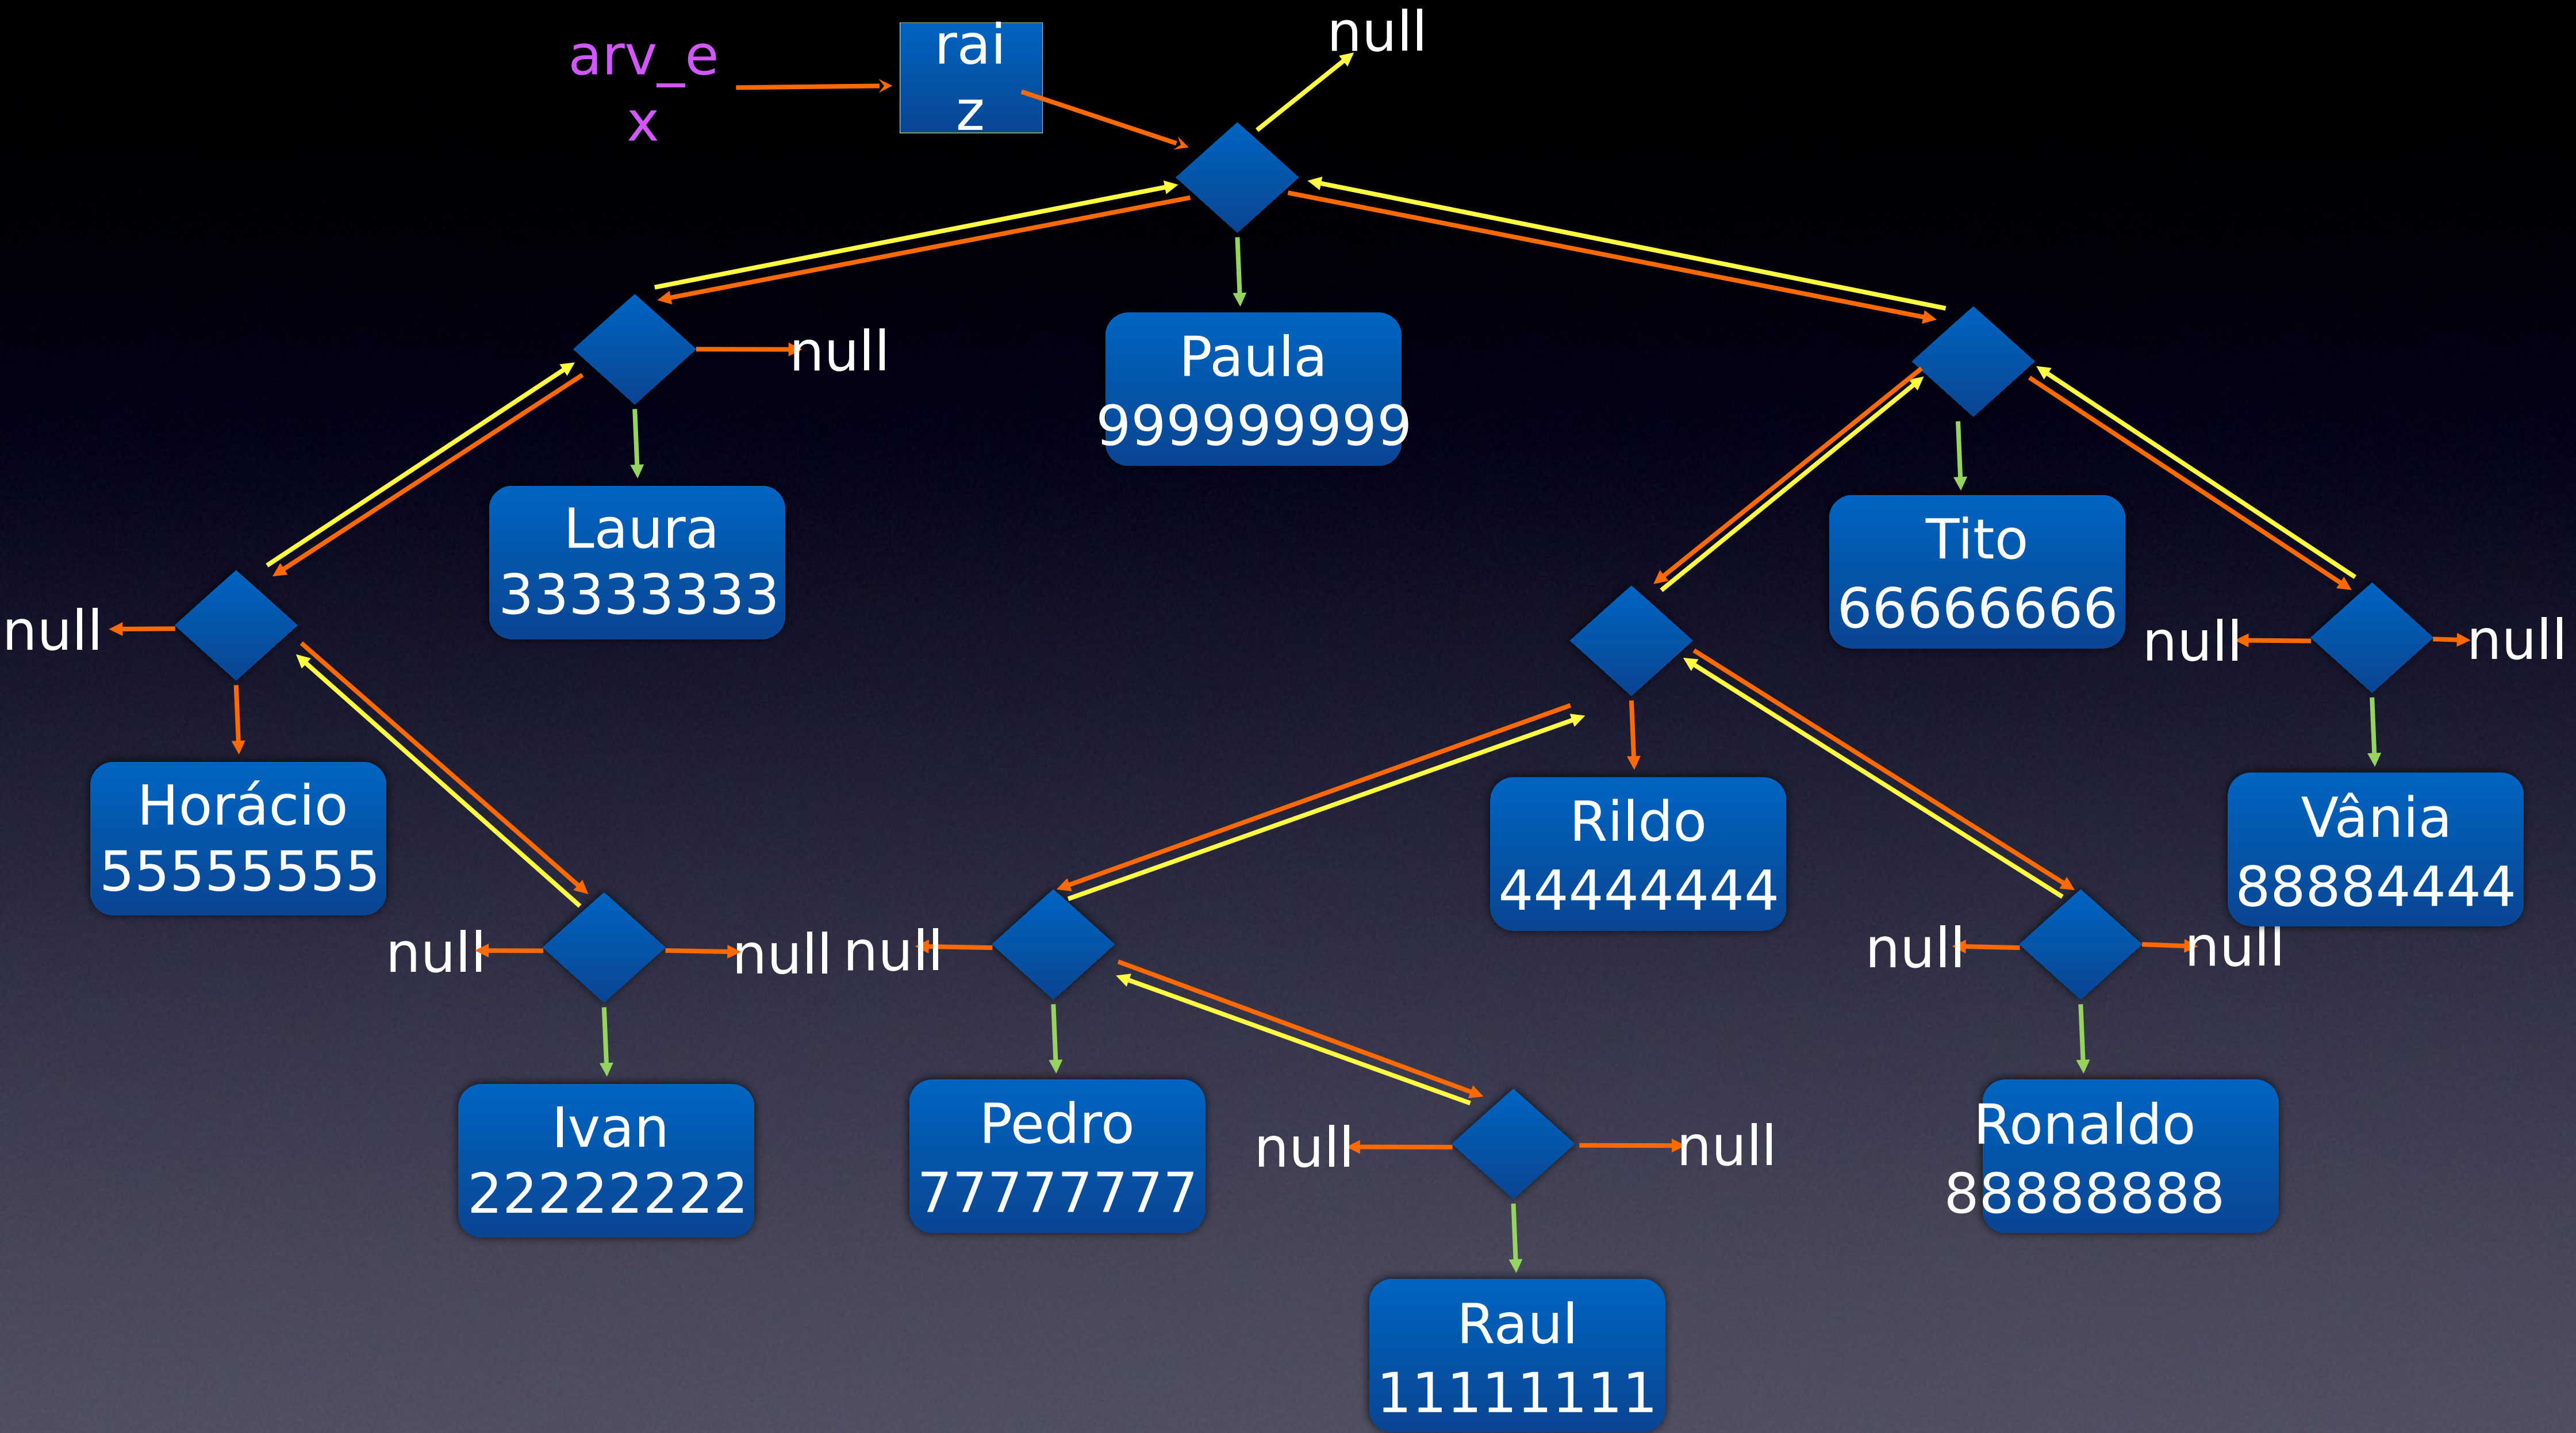 null
arv_e
x
rai
z
null
Paula
999999999
Laura
33333333
Tito
66666666
null
null
null
Horácio
55555555
Rildo
44444444
Vânia
88884444
null
null
null
null
null
Ivan
22222222
Pedro
77777777
null
null
Ronaldo
88888888
Raul
11111111